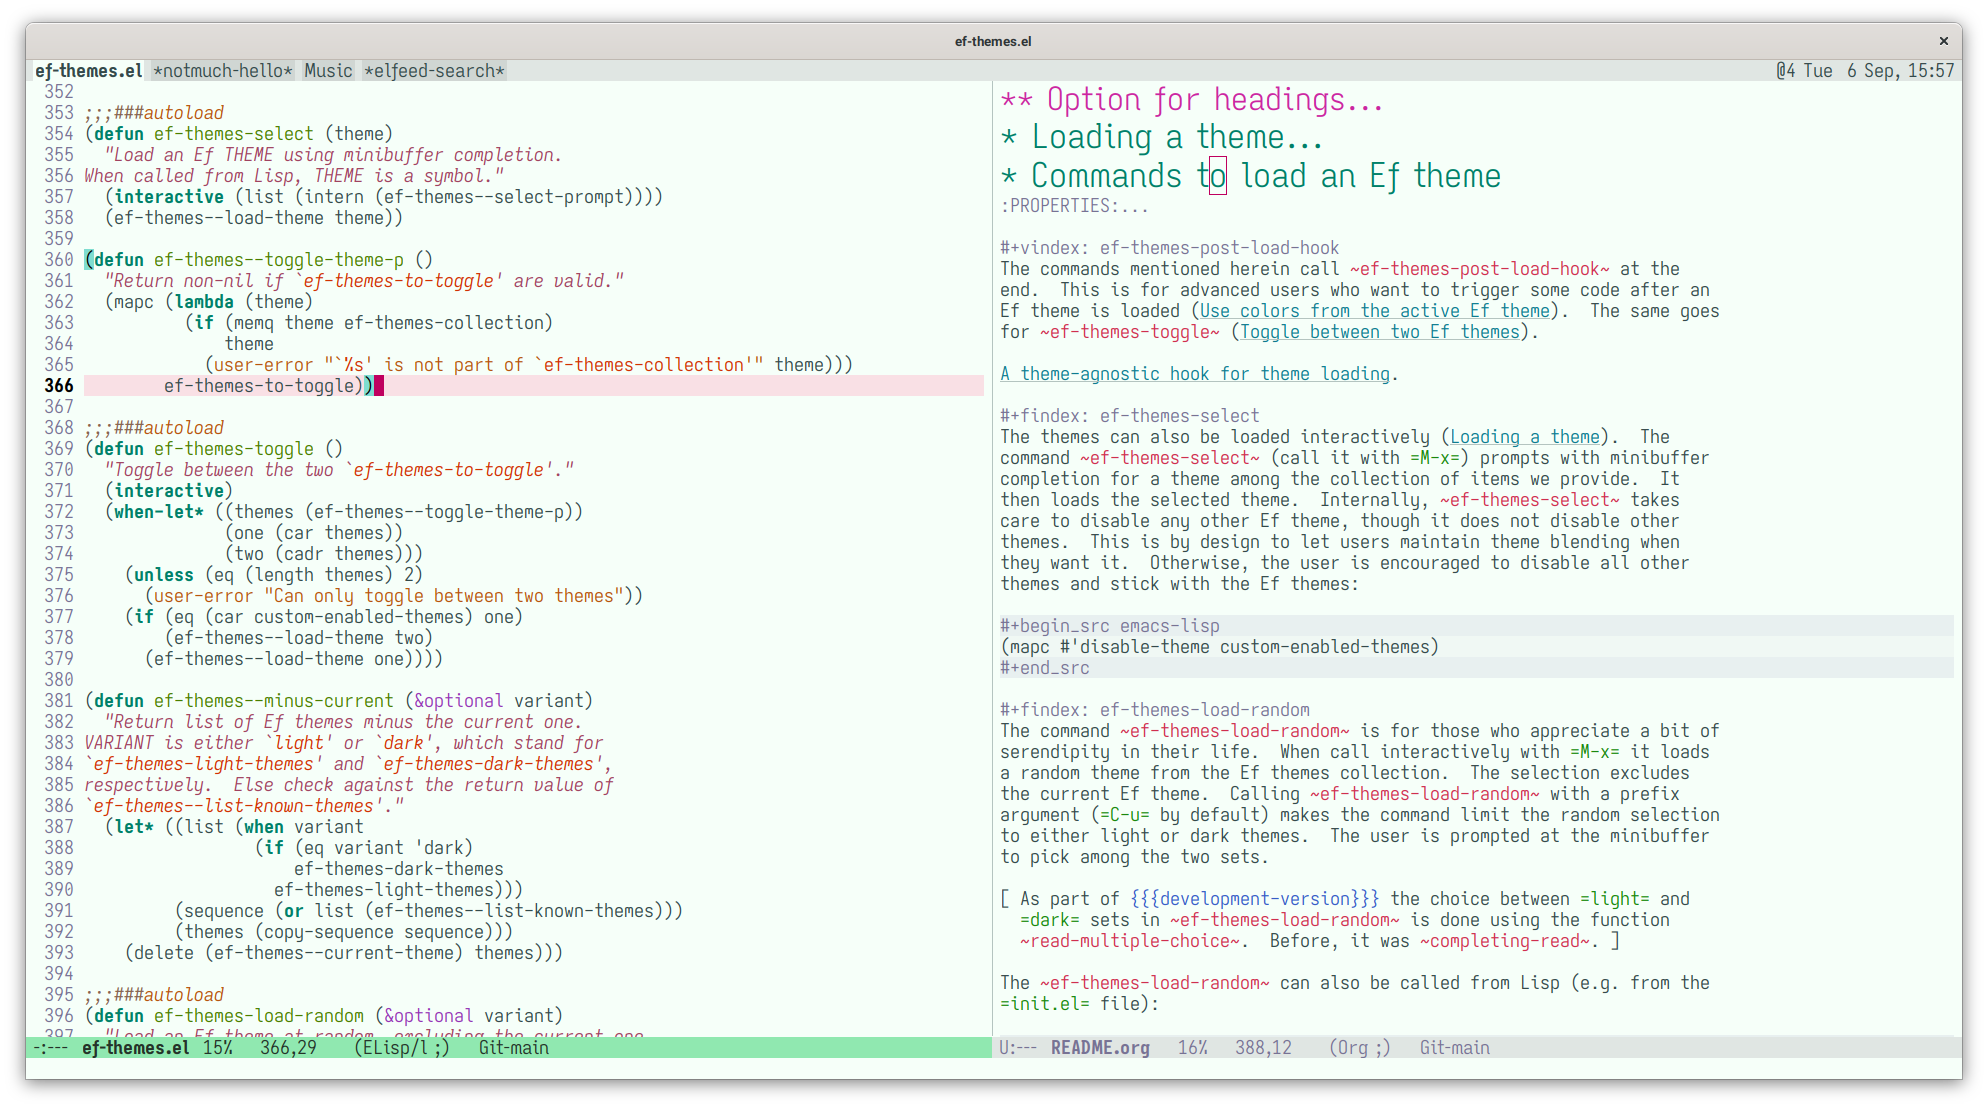 ef-themes.el
×
ef-themes.el *notmuch-hello* Music *elfeed-search*
@4 Tue  6 Sep, 15:57
352
353 ;;;###autoload
354 (defun ef-themes-select (theme)
355   "Load an Ef THEME using minibuffer completion.
356 When called from Lisp, THEME is a symbol."
357   (interactive (list (intern (ef-themes--select-prompt))))
358   (ef-themes--load-theme theme))
359
360 (defun ef-themes--toggle-theme-p ()
361   "Return non-nil if `ef-themes-to-toggle' are valid."
362   (mapc (lambda (theme)
363           (if (memq theme ef-themes-collection)
364               theme
365             (user-error "`%s' is not part of `ef-themes-collection'" theme)))
366         ef-themes-to-toggle))
367
368 ;;;###autoload
369 (defun ef-themes-toggle ()
370   "Toggle between the two `ef-themes-to-toggle'."
371   (interactive)
372   (when-let* ((themes (ef-themes--toggle-theme-p))
373               (one (car themes))
374               (two (cadr themes)))
375     (unless (eq (length themes) 2)
376       (user-error "Can only toggle between two themes"))
377     (if (eq (car custom-enabled-themes) one)
378         (ef-themes--load-theme two)
379       (ef-themes--load-theme one))))
380
381 (defun ef-themes--minus-current (&optional variant)
382   "Return list of Ef themes minus the current one.
383 VARIANT is either `light' or `dark', which stand for
384 `ef-themes-light-themes' and `ef-themes-dark-themes',
385 respectively.  Else check against the return value of
386 `ef-themes--list-known-themes'."
387   (let* ((list (when variant
388                  (if (eq variant 'dark)
389                      ef-themes-dark-themes
390                    ef-themes-light-themes)))
391          (sequence (or list (ef-themes--list-known-themes)))
392          (themes (copy-sequence sequence)))
393     (delete (ef-themes--current-theme) themes)))
394
395 ;;;###autoload
396 (defun ef-themes-load-random (&optional variant)
397   "Load an Ef theme at random, excluding the current one.
-:---  ef-themes.el  15%   366,29    (ELisp/l ;)   Git-main
** Option for headings...
* Loading a theme...
* Commands to load an Ef theme
:PROPERTIES:...
#+vindex: ef-themes-post-load-hook
The commands mentioned herein call ~ef-themes-post-load-hook~ at the
end.  This is for advanced users who want to trigger some code after an
Ef theme is loaded (Use colors from the active Ef theme).  The same goes
for ~ef-themes-toggle~ (Toggle between two Ef themes).
A theme-agnostic hook for theme loading.
#+findex: ef-themes-select
The themes can also be loaded interactively (Loading a theme).  The
command ~ef-themes-select~ (call it with =M-x=) prompts with minibuffer
completion for a theme among the collection of items we provide.  It
then loads the selected theme.  Internally, ~ef-themes-select~ takes
care to disable any other Ef theme, though it does not disable other
themes.  This is by design to let users maintain theme blending when
they want it.  Otherwise, the user is encouraged to disable all other
themes and stick with the Ef themes:
#+begin_src emacs-lisp
(mapc #'disable-theme custom-enabled-themes)
#+end_src
#+findex: ef-themes-load-random
The command ~ef-themes-load-random~ is for those who appreciate a bit of
serendipity in their life.  When call interactively with =M-x= it loads
a random theme from the Ef themes collection.  The selection excludes
the current Ef theme.  Calling ~ef-themes-load-random~ with a prefix
argument (=C-u= by default) makes the command limit the random selection
to either light or dark themes.  The user is prompted at the minibuffer
to pick among the two sets.
[ As part of {{{development-version}}} the choice between =light= and
  =dark= sets in ~ef-themes-load-random~ is done using the function
  ~read-multiple-choice~.  Before, it was ~completing-read~. ]
The ~ef-themes-load-random~ can also be called from Lisp (e.g. from the
=init.el= file):
U:---  README.org   16%   388,12    (Org ;)   Git-main